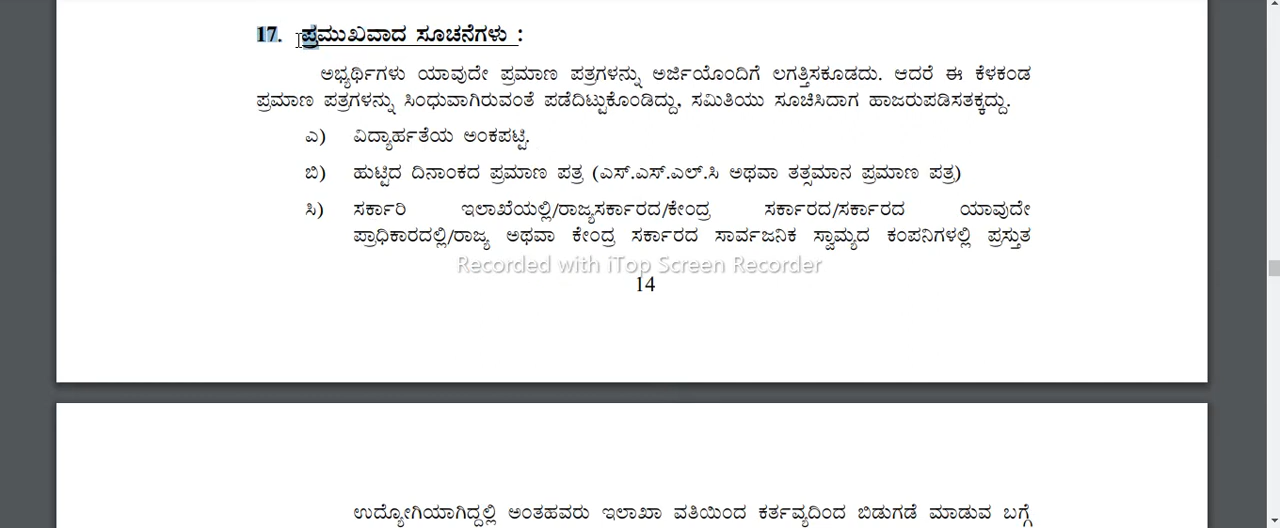 17. ಪ್ರಮುಖವಾದ ಸೂಚನೆಗಳು :
ಅಭ್ಯರ್ಥಿಗಳು ಯಾವುದೇ ಪ್ರಮಾಣ ಪತ್ರಗಳನ್ನು ಅರ್ಜಿಯೊಂದಿಗೆ ಲಗತ್ತಿಸಕೂಡದು. ಆದರೆ ಈ ಕೆಳಕಂಡ
ಪ್ರಮಾಣ ಪತ್ರಗಳನ್ನು ಸಿಂಧುವಾಗಿರುವಂತೆ ಪಡೆದಿಟ್ಟುಕೊಂಡಿದ್ದು, ಸಮಿತಿಯು ಸೂಚಿಸಿದಾಗ ಹಾಜರುಪಡಿಸತಕ್ಕದ್ದು.
ಎ) ವಿದ್ಯಾರ್ಹತೆಯ ಅಂಕಪಟ್ಟಿ.
ಬಿ) ಹುಟ್ಟಿದ ದಿನಾಂಕದ ಪ್ರಮಾಣ ಪತ್ರ (ಎಸ್.ಎಸ್.ಎಲ್.ಸಿ ಅಥವಾ ತತ್ಸಮಾನ ಪ್ರಮಾಣ ಪತ್ರ)
ಸಿ) ಸರ್ಕಾರಿ ಇಲಾಖೆಯಲ್ಲಿ/ರಾಜ್ಯಸರ್ಕಾರದ/ಕೇಂದ್ರ ಸರ್ಕಾರದ/ಸರ್ಕಾರದ ಯಾವುದೇ
ಪ್ರಾಧಿಕಾರದಲ್ಲಿ/ರಾಜ್ಯ ಅಥವಾ ಕೇಂದ್ರ ಸರ್ಕಾರದ ಸಾರ್ವಜನಿಕ ಸ್ವಾಮ್ಯದ ಕಂಪನಿಗಳಲ್ಲಿ ಪ್ರಸ್ತುತ
Recorded with iTop Screen Recorder
14
ಉದ್ಯೋಗಿಯಾಗಿದ್ದಲ್ಲಿ ಅಂತಹವರು ಇಲಾಖಾ ವತಿಯಿಂದ ಕರ್ತವ್ಯದಿಂದ ಬಿಡುಗಡೆ ಮಾಡುವ ಬಗ್ಗೆ